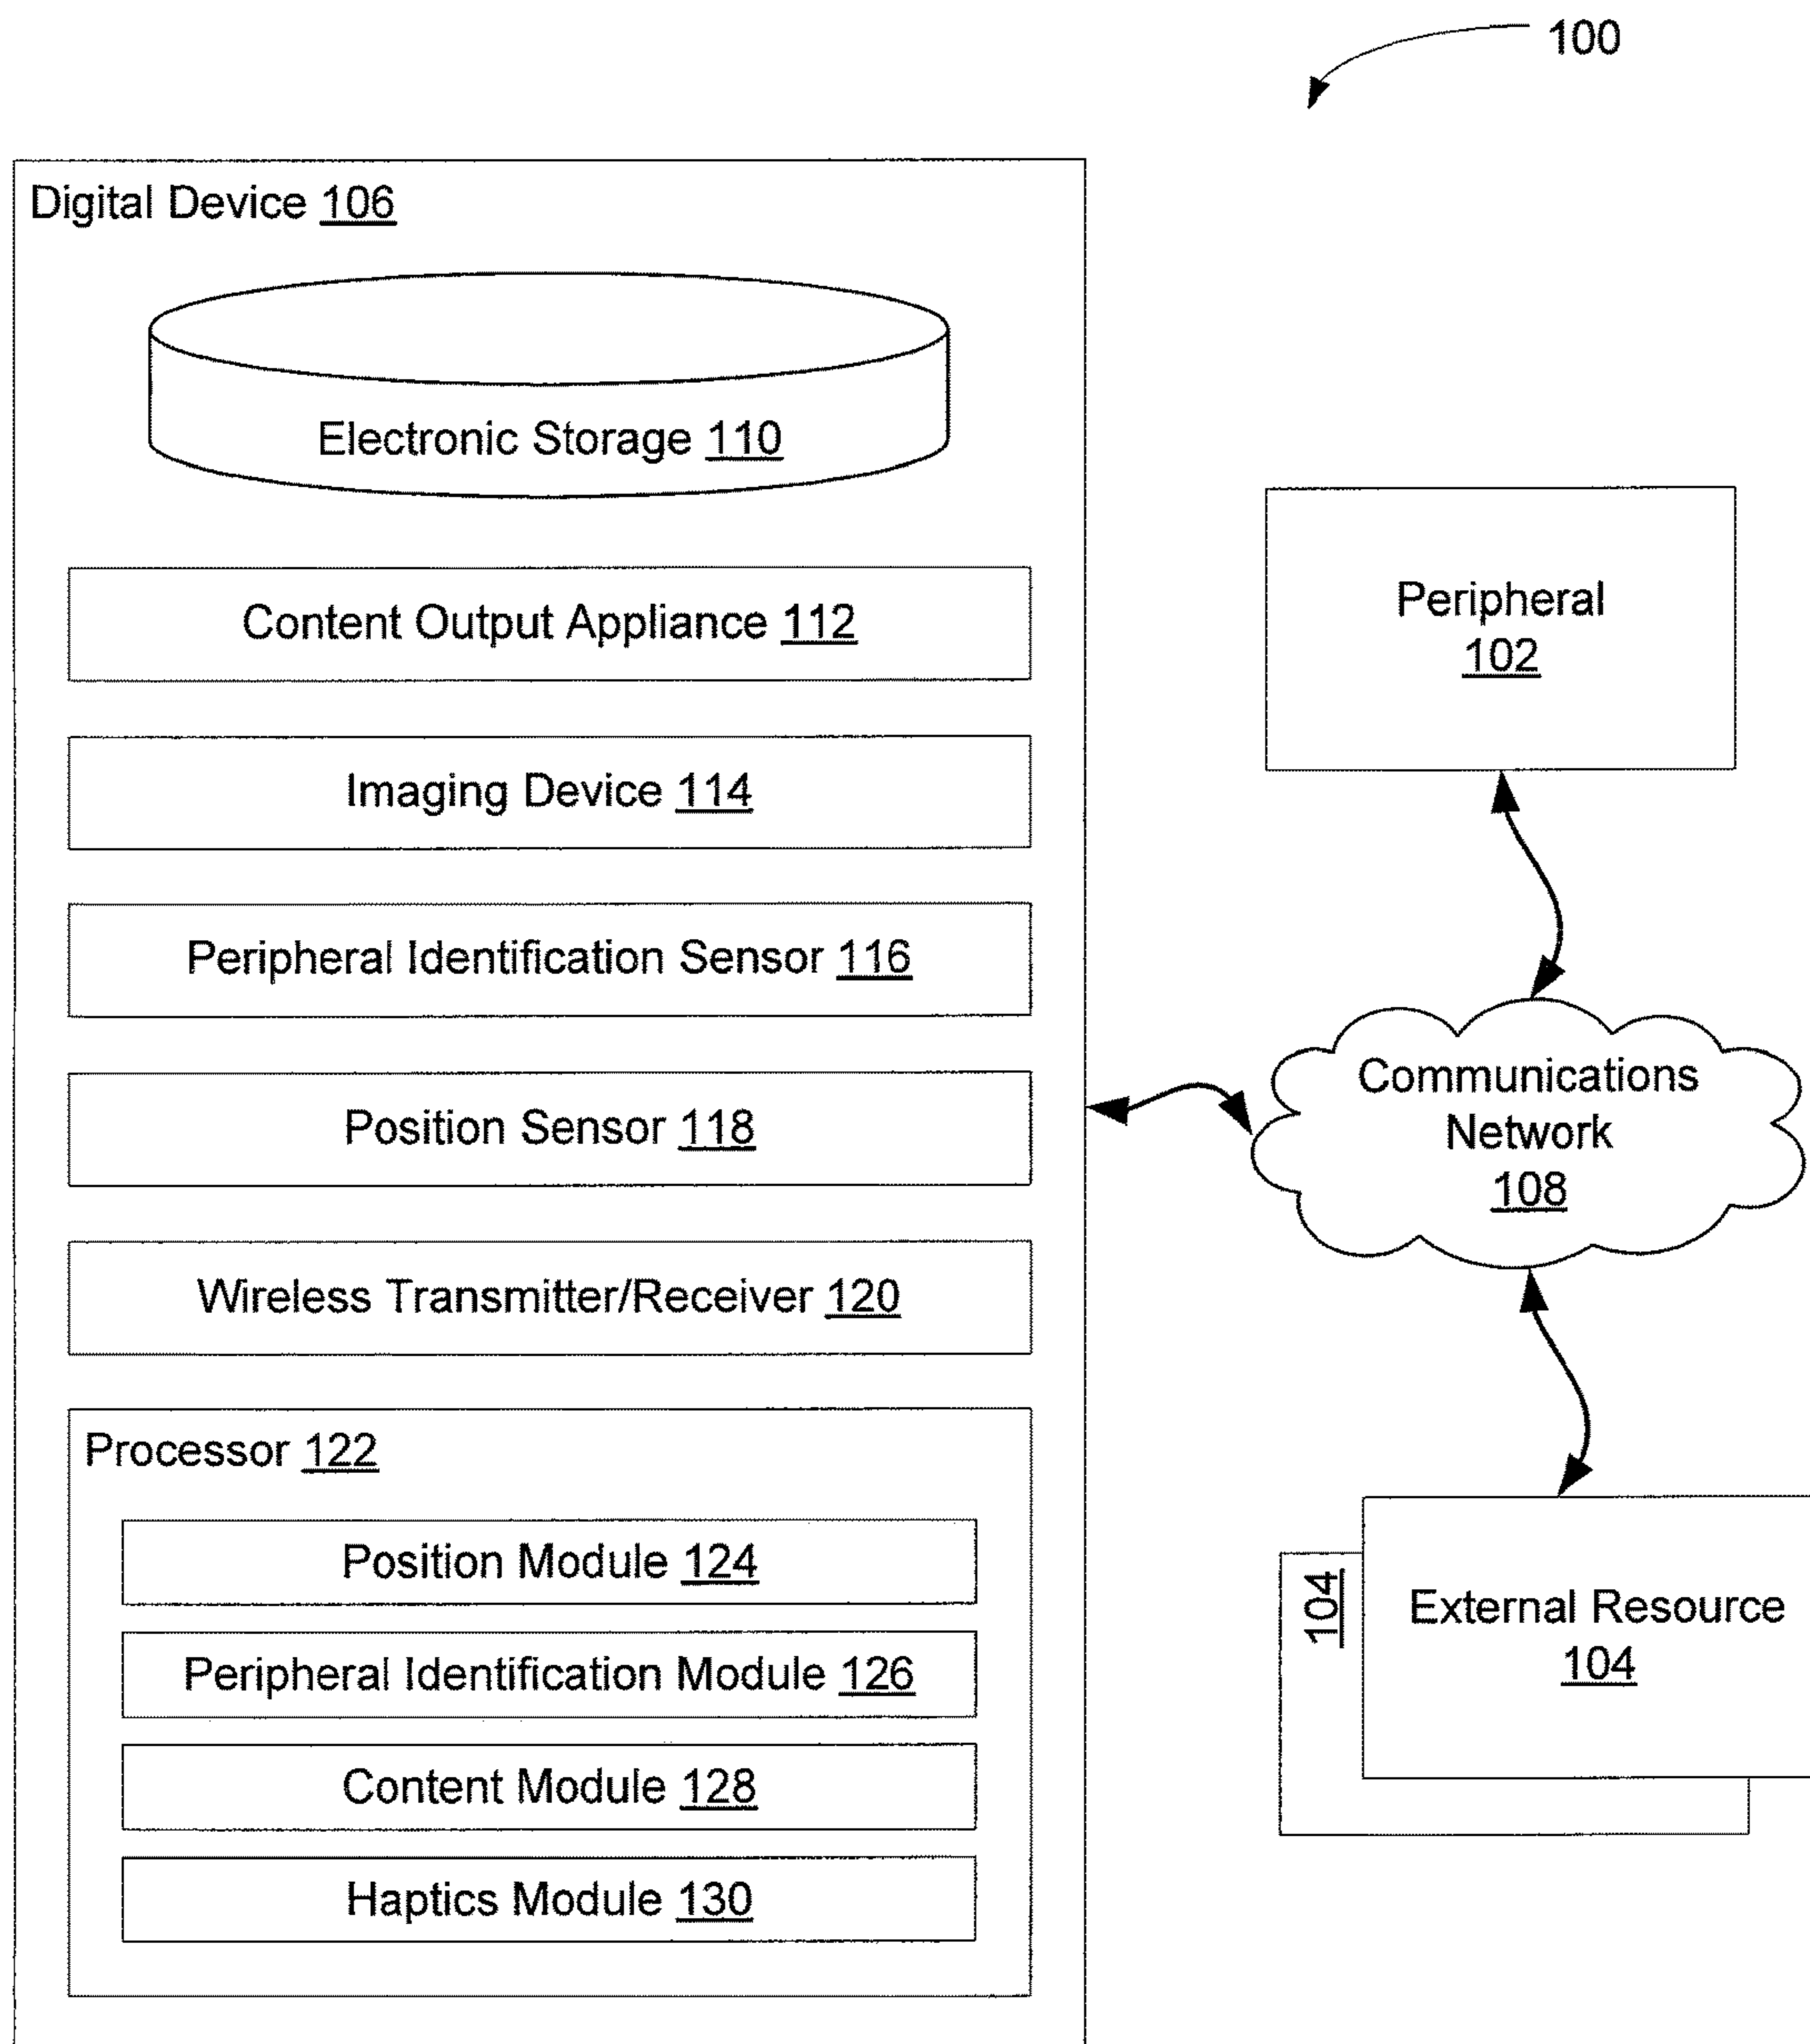 100
Digital Device 106
Electronic Storage 110
Content Output Appliance 112
Imaging Device 114
Peripheral Identification Sensor 116
Position Sensor 118
Wireless Transmitter/Receiver 120
Processor 122
Position Module 124
Peripheral Identification Module 126
Content Module 128
Haptics Module 130
Peripheral
102
Communications
Network
108
104
External Resource
104